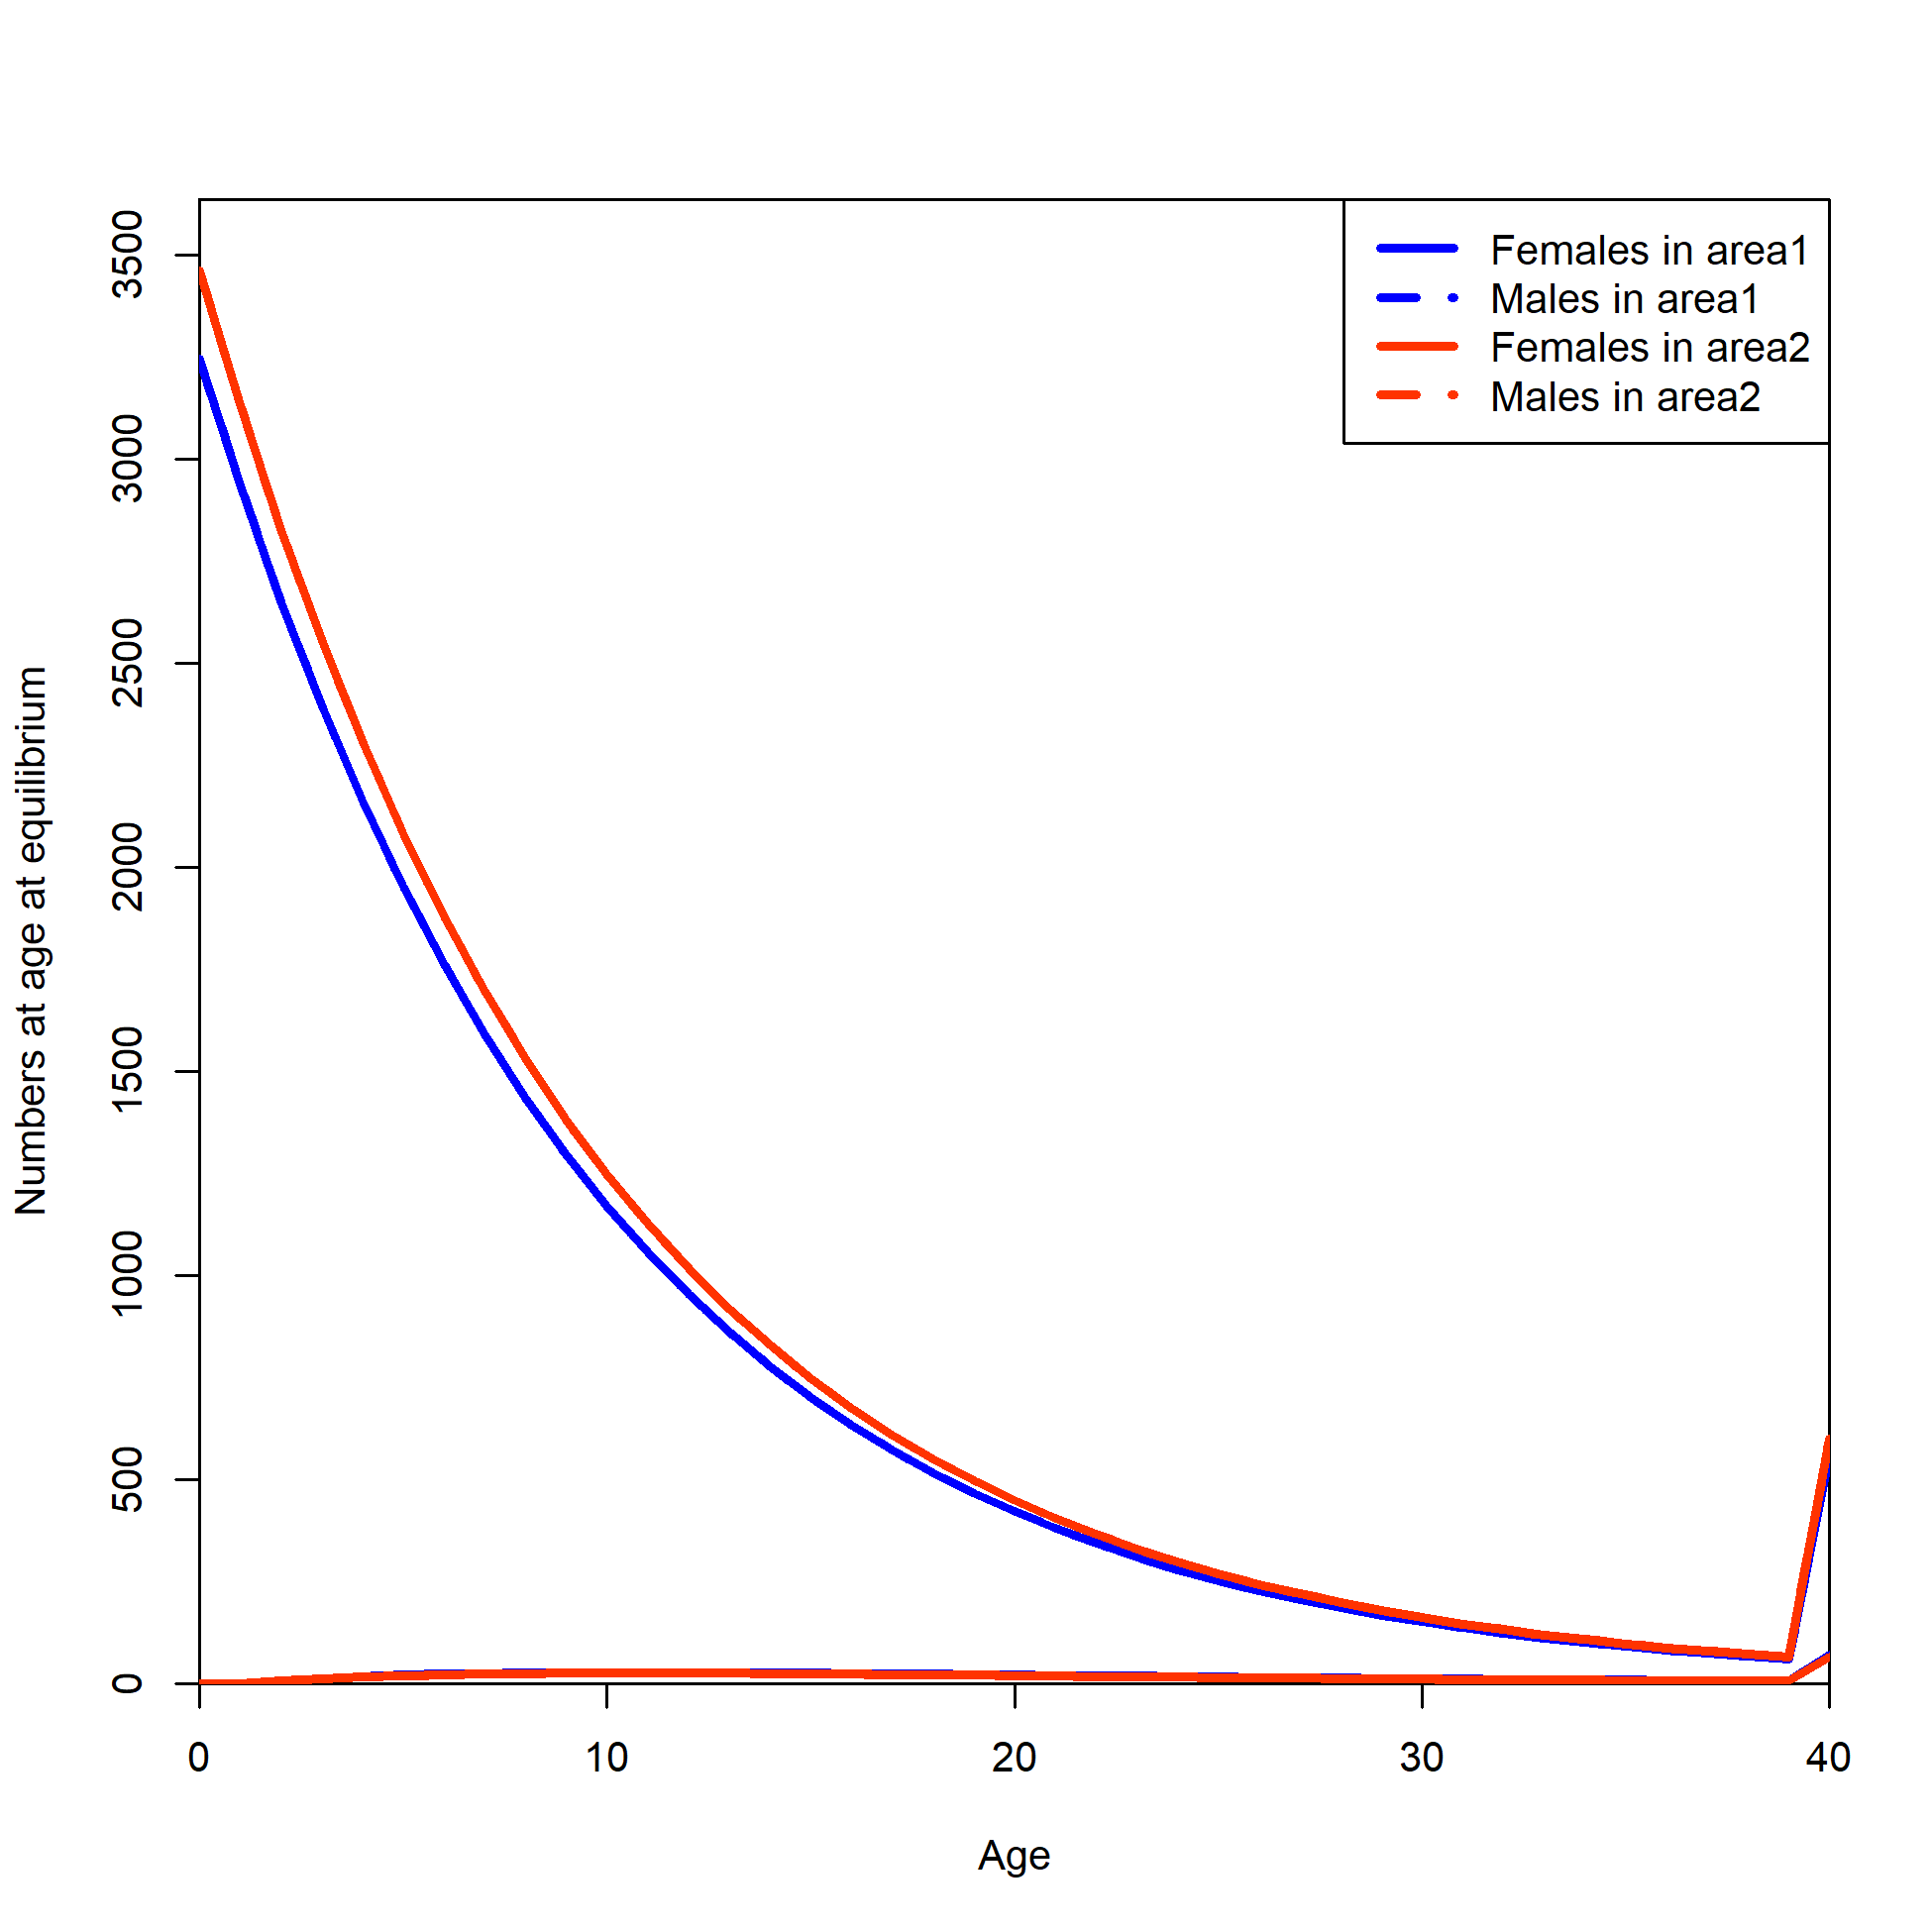 Females in area1
Males in area1
Females in area2
Males in area2
3500
3000
2500
2000
1500
1000
500
0
Numbers at age at equilibrium
0 10 20 30 40
Age